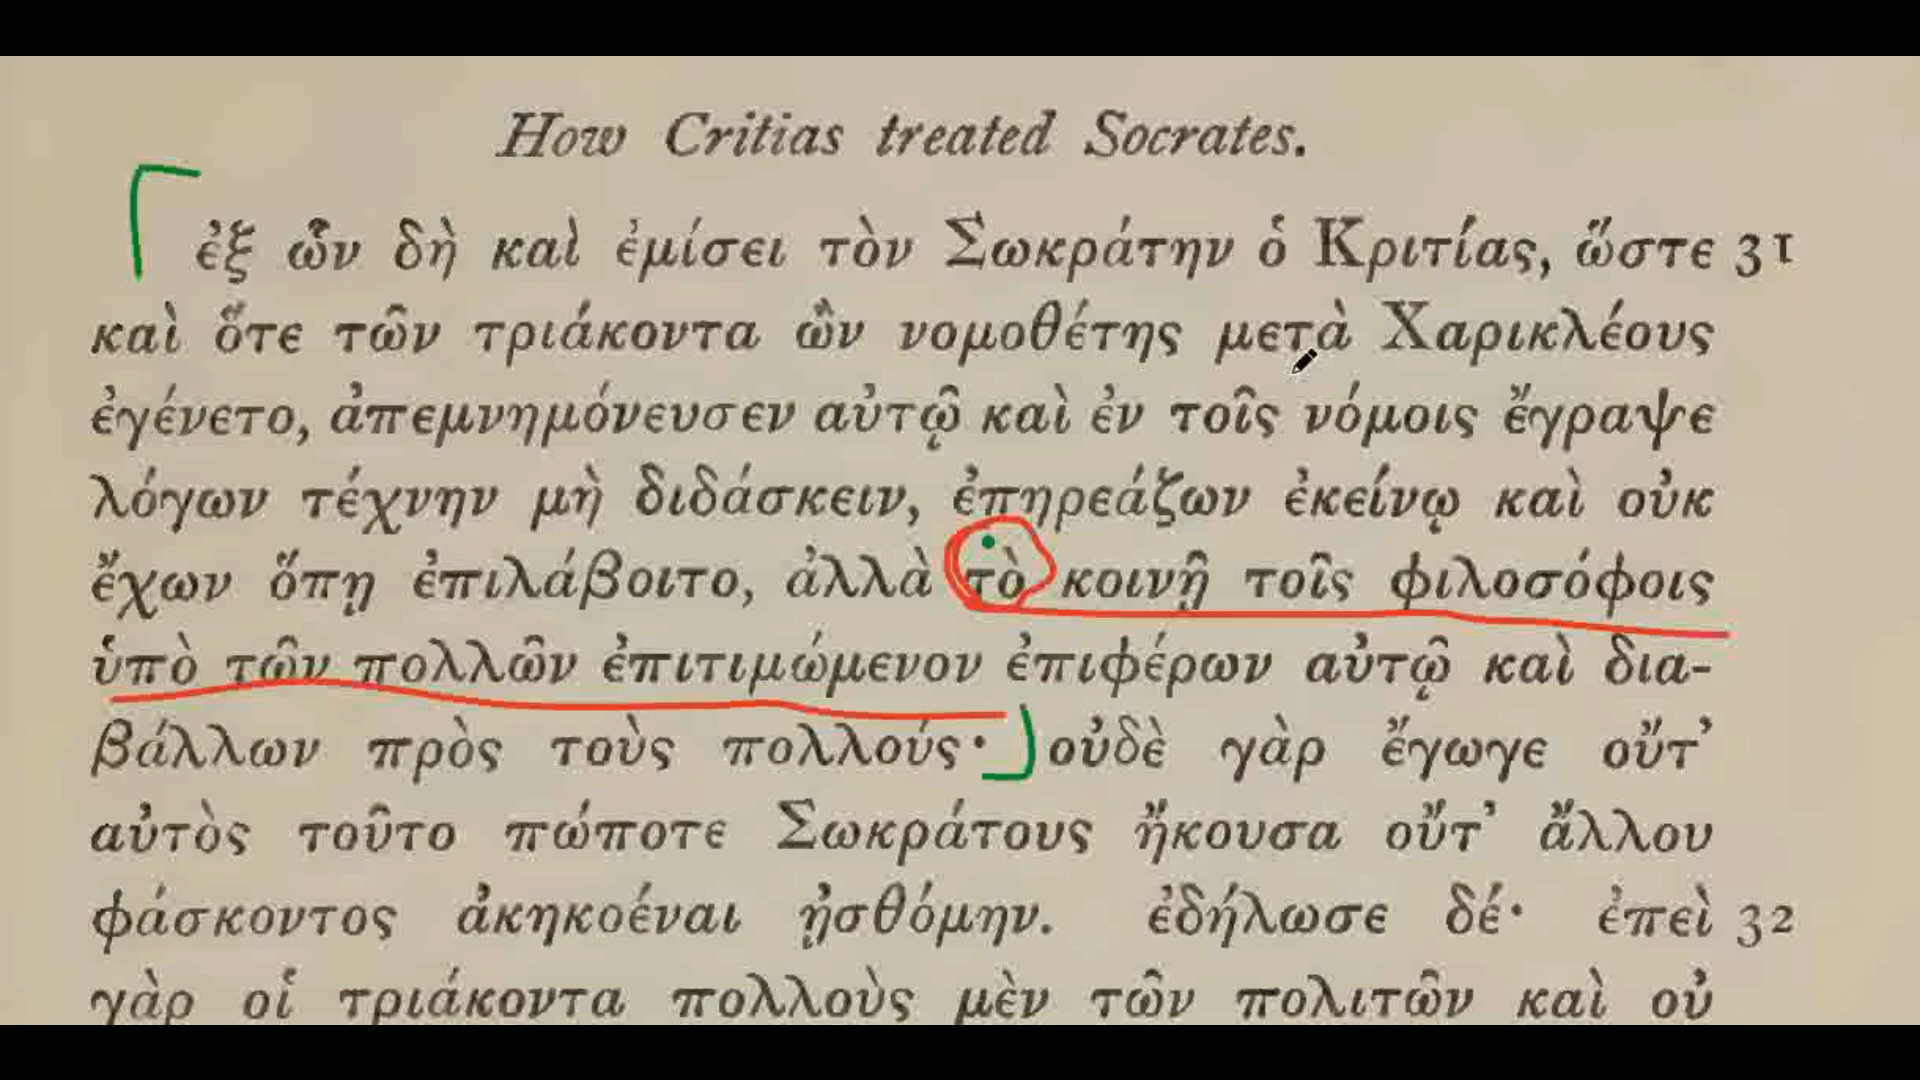 How Critias treated Socrates.
ἐξ ὧν δὴ καὶ ἐμίσει τὸν Σωκράτην ὁ Κριτίας, ὥστε 31
καὶ ὅτε τῶν τριάκοντα ὢν νομοθέτης μετὰ Χαρικλέους
ἐγένετο, ἀπεμνημόνευσεν αὐτῷ καὶ ἐν τοῖς νόμοις ἔγραψε
λόγων τέχνην μὴ διδάσκειν, ἐπηρεάζων ἐκείνῳ καὶ οὐκ
ἔχων ὅπῃ ἐπιλάβοιτο, ἀλλὰ τὸ κοινῇ τοῖς φιλοσόφοις
ὑπὸ τῶν πολλῶν ἐπιτιμώμενον ἐπιφέρων αὐτῷ καὶ δια-
βάλλων πρὸς τοὺς πολλούς· οὐδὲ γὰρ ἔγωγε οὔτ’
αὐτὸς τοῦτο πώποτε Σωκράτους ἤκουσα οὔτ’ ἄλλου
φάσκοντος ἀκηκοέναι ᾐσθόμην. ἐδήλωσε δέ· ἐπεὶ 32
γὰρ οἱ τριάκοντα πολλοὺς μὲν τῶν πολιτῶν καὶ οὐ